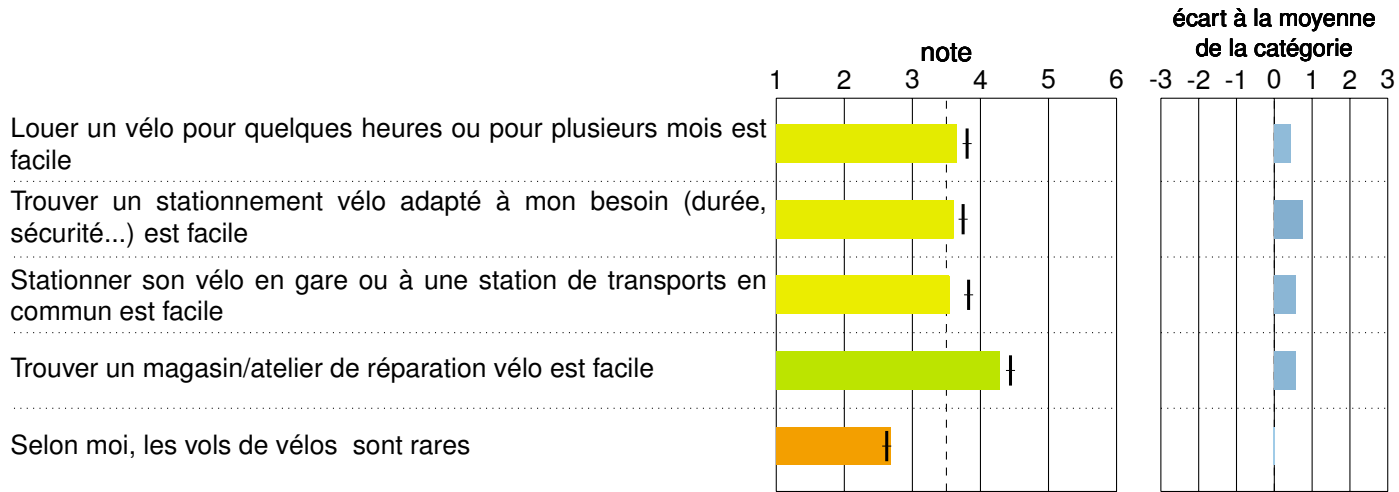 écart à la moyenne
de la catégorie
note
1 2 3 4 5 6
-3 -2 -1 0 1 2 3
Louer un vélo pour quelques heures ou pour plusieurs mois est
facile
Trouver un stationnement vélo adapté à mon besoin (durée,
sécurité...) est facile
Stationner son vélo en gare ou à une station de transports en
commun est facile
Trouver un magasin/atelier de réparation vélo est facile
Selon moi, les vols de vélos sont rares